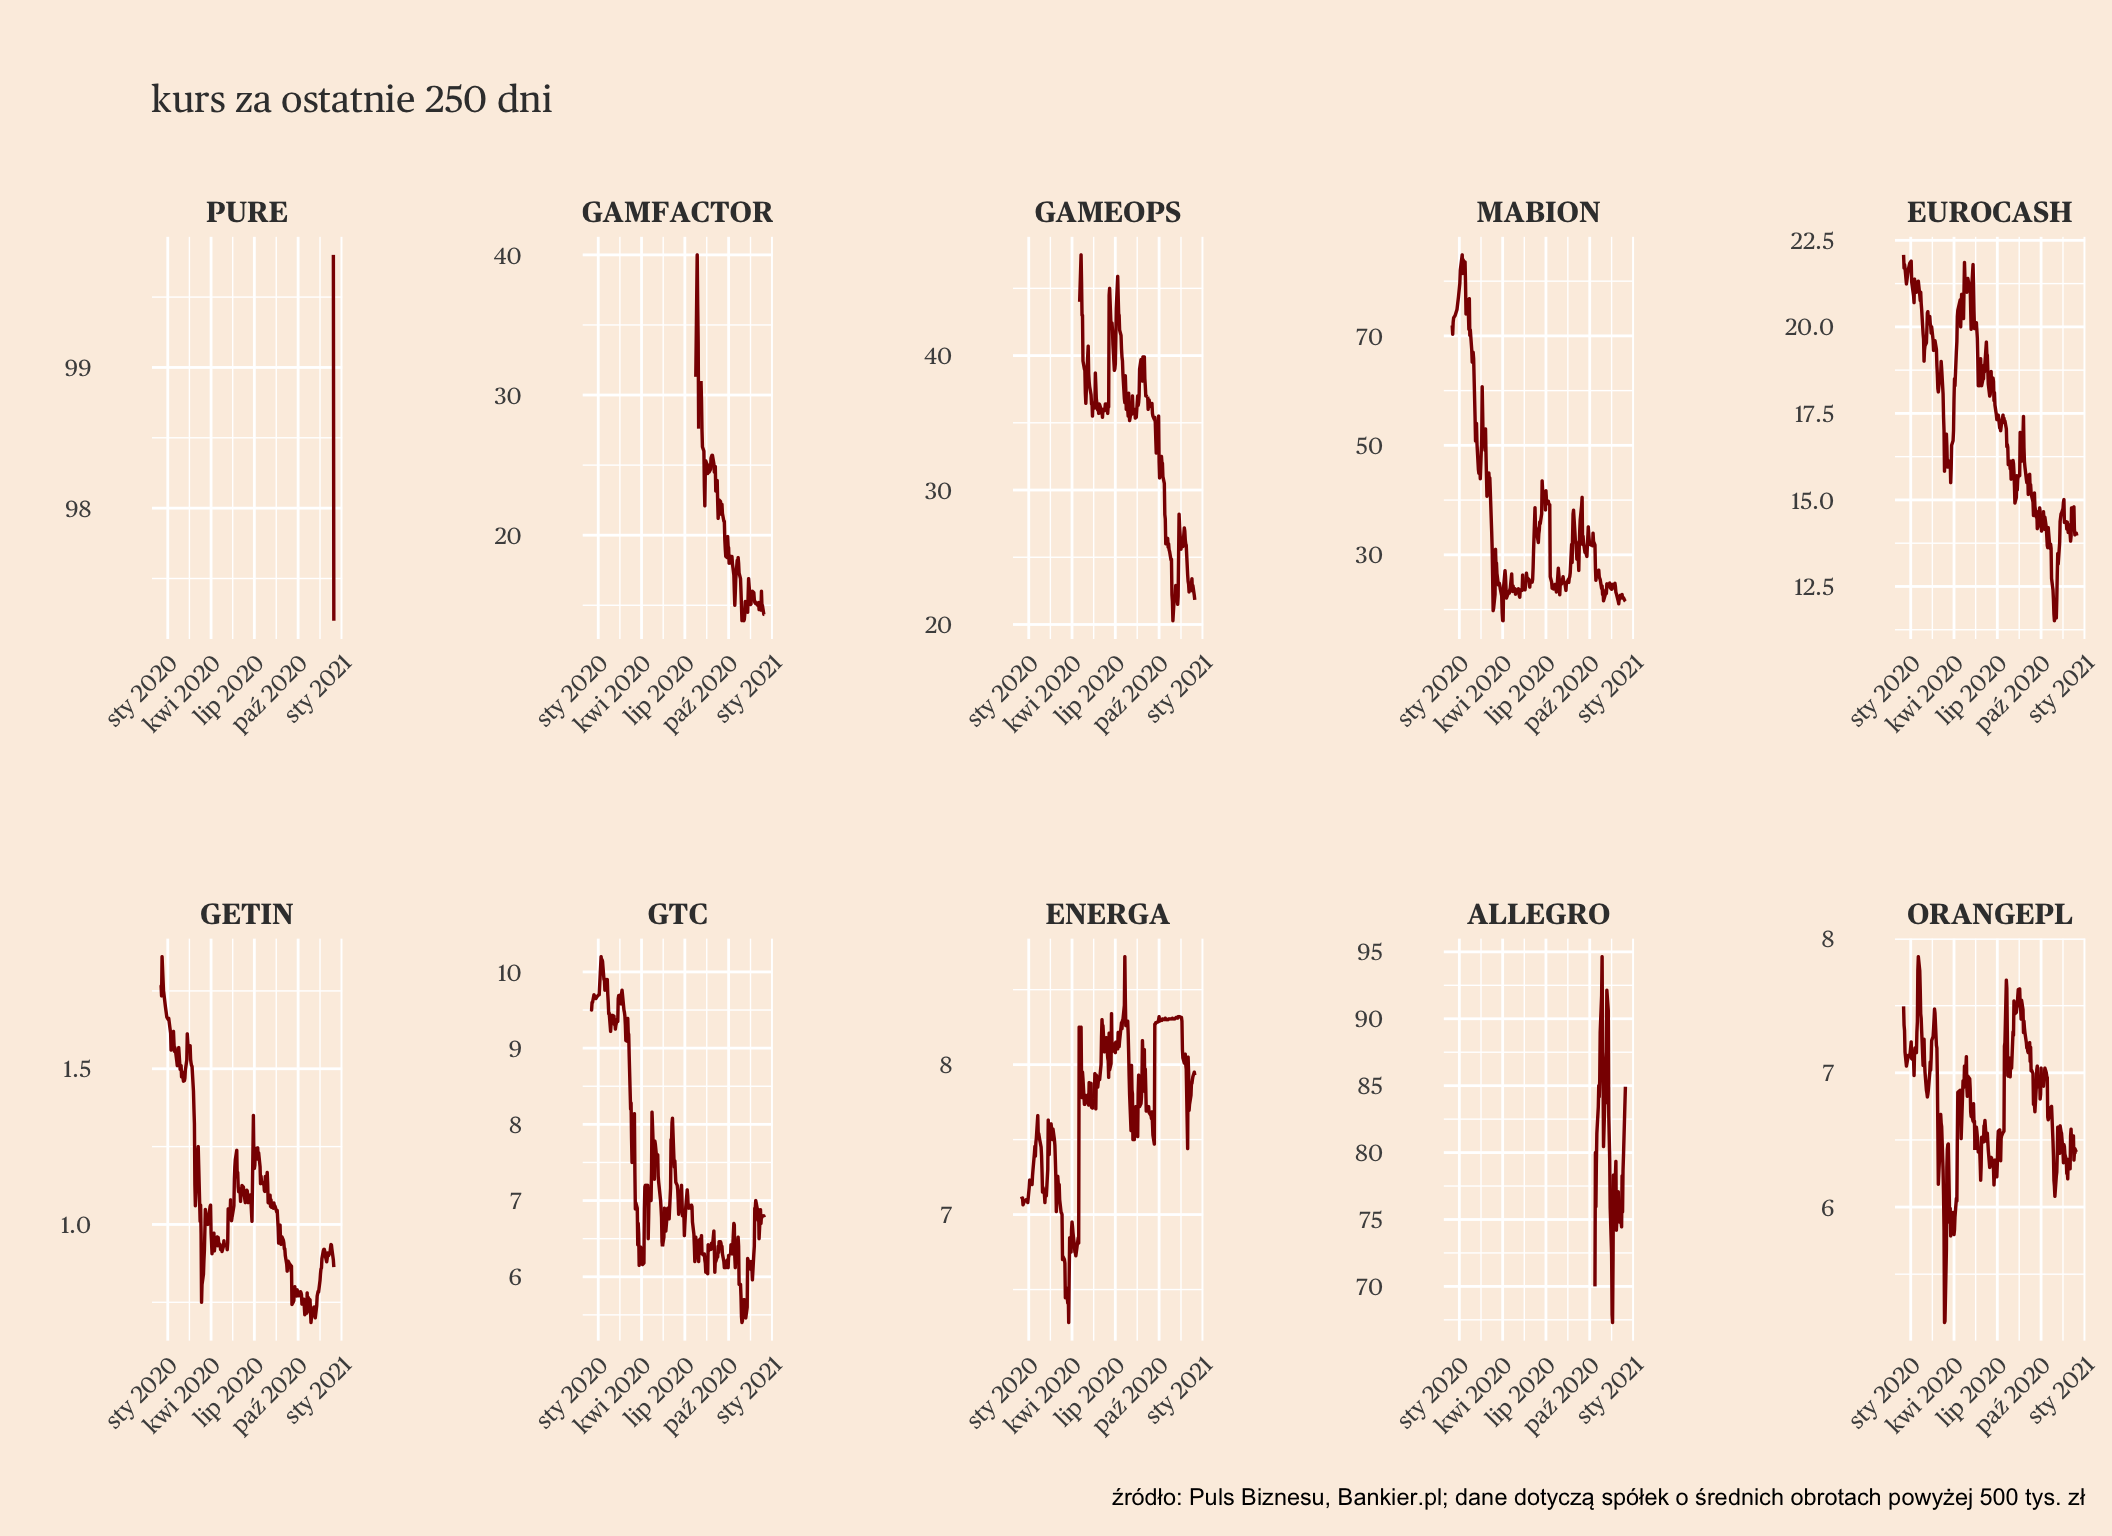 kurs za ostatnie 250 dni
PURE
99
98
sty 2020
kwi 2020
lip 2020
paź 2020
sty 2021
GAMFACTOR
40
30
20
sty 2020
kwi 2020
lip 2020
paź 2020
sty 2021
GAMEOPS
40
30
20
sty 2020
kwi 2020
lip 2020
paź 2020
sty 2021
MABION
70
50
30
sty 2020
kwi 2020
lip 2020
paź 2020
sty 2021
EUROCASH
22.5
20.0
17.5
15.0
12.5
sty 2020
kwi 2020
lip 2020
paź 2020
sty 2021
GETIN
1.5
1.0
sty 2020
kwi 2020
lip 2020
paź 2020
sty 2021
GTC
10
9
8
7
6
sty 2020
kwi 2020
lip 2020
paź 2020
sty 2021
ENERGA
8
7
sty 2020
kwi 2020
lip 2020
paź 2020
sty 2021
ALLEGRO
95
90
85
80
75
70
sty 2020
kwi 2020
lip 2020
paź 2020
sty 2021
ORANGEPL
8
7
6
sty 2020
kwi 2020
lip 2020
paź 2020
sty 2021
źródło: Puls Biznesu, Bankier.pl; dane dotyczą spółek o średnich obrotach powyżej 500 tys. zł